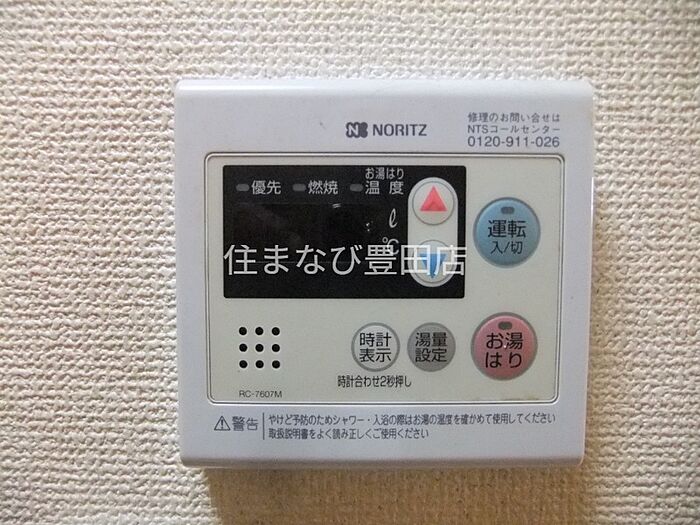 NORITZ
修理のお問い合せは
NTSコールセンター
0120-911-026
優先 燃焼 お湯はり温度
ℓ
℃
運転
入/切
住まなび豊田店
時計
表示
湯量
設定
お湯
はり
時計合わせ2秒押し
RC-7607M
警告
やけど予防のためシャワー・入浴の際はお湯の温度を確かめて使用してください
取扱説明書をよく読み正しくご使用ください